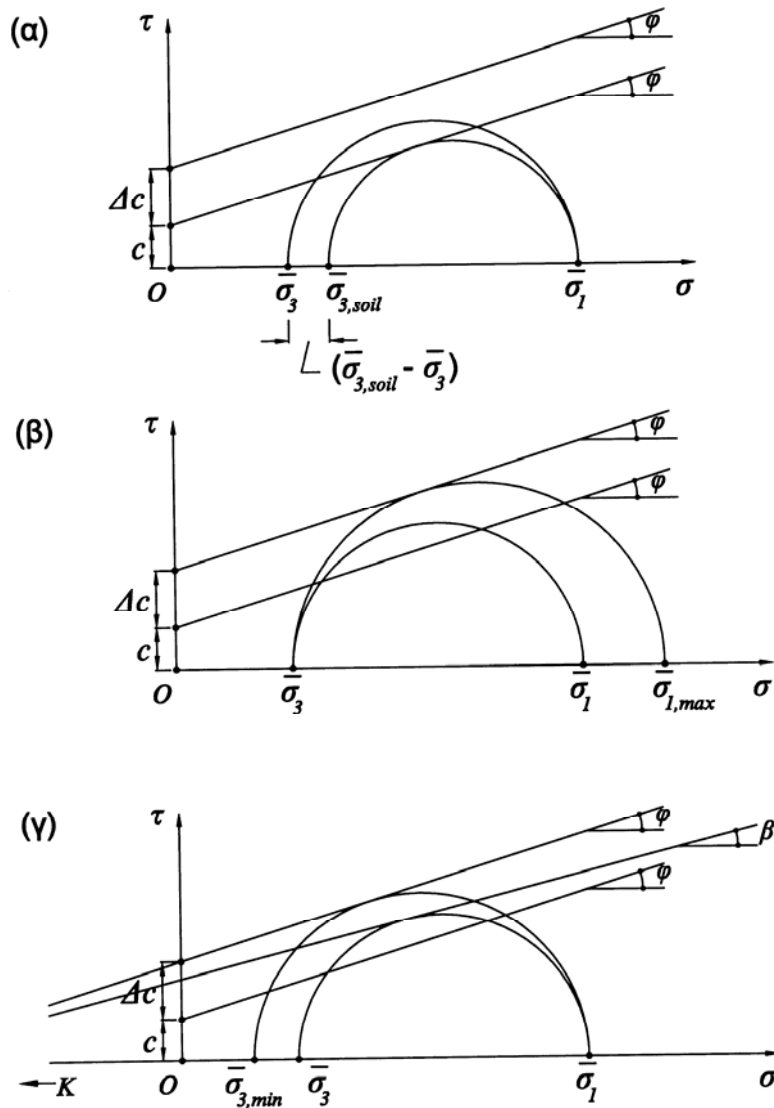 (α)
τ
φ
φ
Δc
c
O
σ̅₃
σ̅₃,soil
σ̅₁
σ
(σ̅₃,soil - σ̅₃)
(β)
τ
φ
φ
Δc
c
O
σ̅₃
σ̅₁
σ̅₁,max
σ
(γ)
τ
φ
β
φ
Δc
c
K
O
σ̅₃,min
σ̅₃
σ̅₁
σ